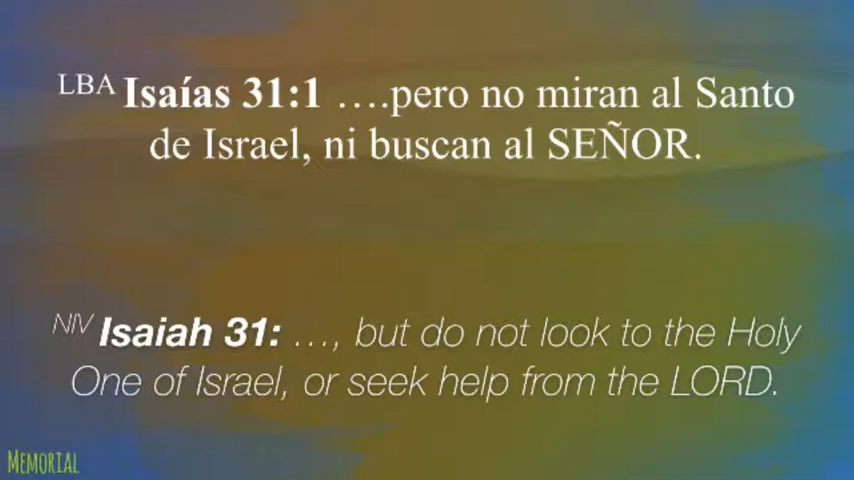 LBA Isaías 31:1 ….pero no miran al Santo
de Israel, ni buscan al SEÑOR.
NIV Isaiah 31: …, but do not look to the Holy
One of Israel, or seek help from the LORD.
MEMORIAL